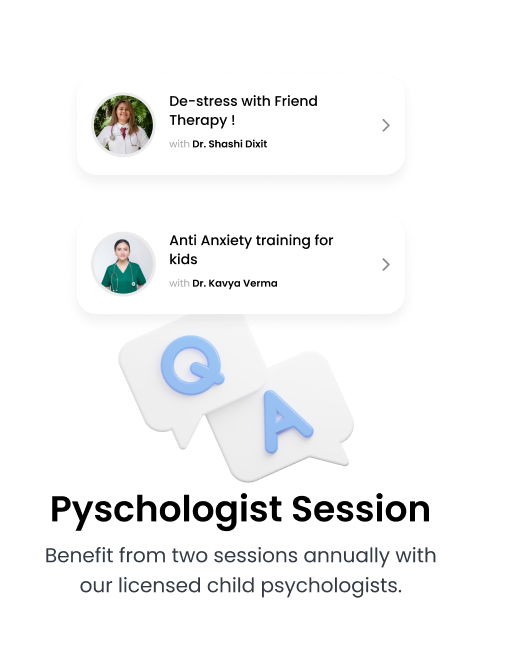 De-stress with Friend
Therapy !
with Dr. Shashi Dixit
Anti Anxiety training for
kids
with Dr. Kavya Verma
Q
A
Pyschologist Session
Benefit from two sessions annually with
our licensed child psychologists.